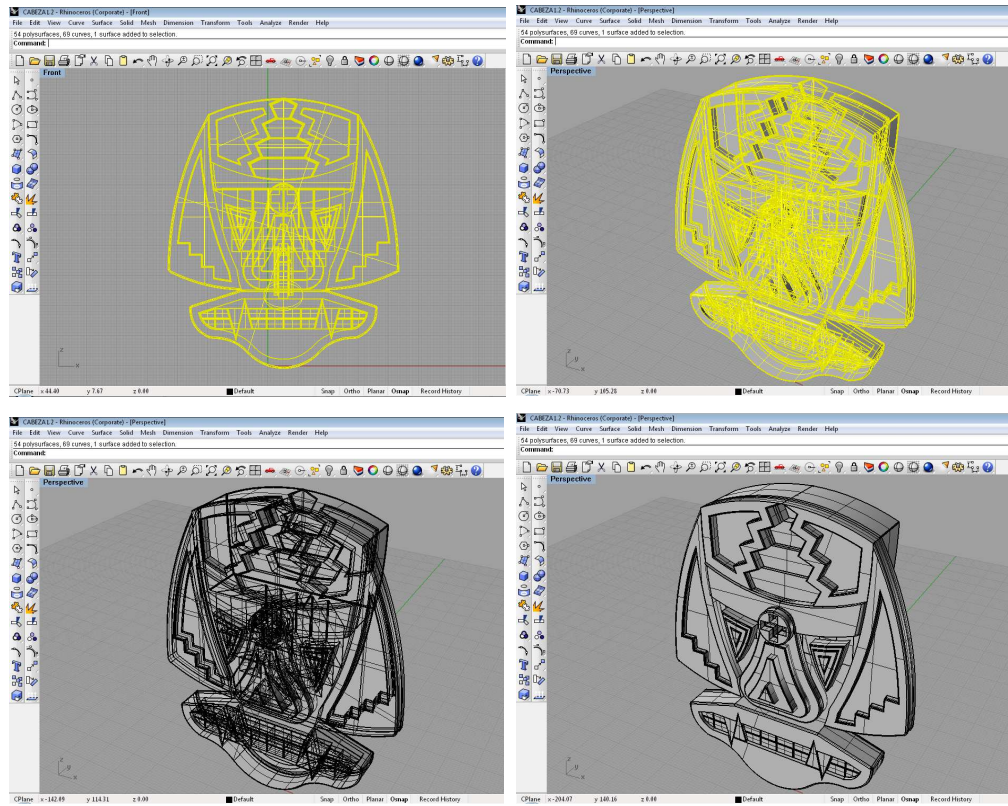 CABEZA1.2 - Rhinoceros (Corporate) - [Front]
File Edit View Curve Surface Solid Mesh Dimension Transform Tools Analyze Render Help
54 polysurfaces, 69 curves, 1 surface added to selection.
Command:
Front
z
x
CPlane x 44.40 y 7.67 z 0.00 Default Snap Ortho Planar Osnap Record History
CABEZA1.2 - Rhinoceros (Corporate) - [Perspective]
File Edit View Curve Surface Solid Mesh Dimension Transform Tools Analyze Render Help
54 polysurfaces, 69 curves, 1 surface added to selection.
Command:
Perspective
z
y
x
CPlane x -70.73 y 105.28 z 0.00 Default Snap Ortho Planar Osnap Record History
CABEZA1.2 - Rhinoceros (Corporate) - [Perspective]
File Edit View Curve Surface Solid Mesh Dimension Transform Tools Analyze Render Help
54 polysurfaces, 69 curves, 1 surface added to selection.
Command:
Perspective
z
y
x
CPlane x -142.09 y 114.31 z 0.00 Default Snap Ortho Planar Osnap Record History
CABEZA1.2 - Rhinoceros (Corporate) - [Perspective]
File Edit View Curve Surface Solid Mesh Dimension Transform Tools Analyze Render Help
54 polysurfaces, 69 curves, 1 surface added to selection.
Command:
Perspective
z
y
x
CPlane x -204.07 y 140.16 z 0.00 Default Snap Ortho Planar Osnap Record History